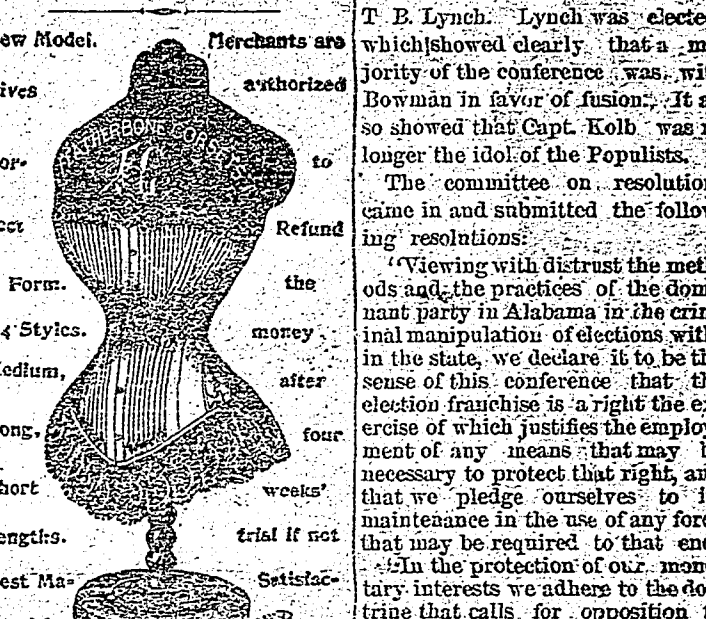 ew Model.
ives
or-
ect
Form.
4 Styles.
edium,
ong,
hort
engths.
est Ma-
FEATHERBONE CORS
Merchants are
authorized
to
Refund
the
money
after
four
weeks'
trial if not
Satisfac-
T B. Lynch. Lynch was electe
which showed clearly that a m
jority of the conference was wi
Bowman in favor of fusion. It a
so showed that Capt. Kolb was
longer the idol of the Populists.
The committee on resolution
came in and submitted the follow
ing resolutions:
"Viewing with distrust the meth
ods and the practices of the dom
nant party in Alabama in the crim
inal manipulation of elections with
in the state, we declare it to be th
sense of this conference that th
election franchise is a right the ex
ercise of which justifies the employ
ment of any means that may b
necessary to protect that right, an
that we pledge ourselves to i
maintenance in the use of any forc
that may be required to that end
"In the protection of our mone
tary interests we adhere to the do
trine that calls for opposition t